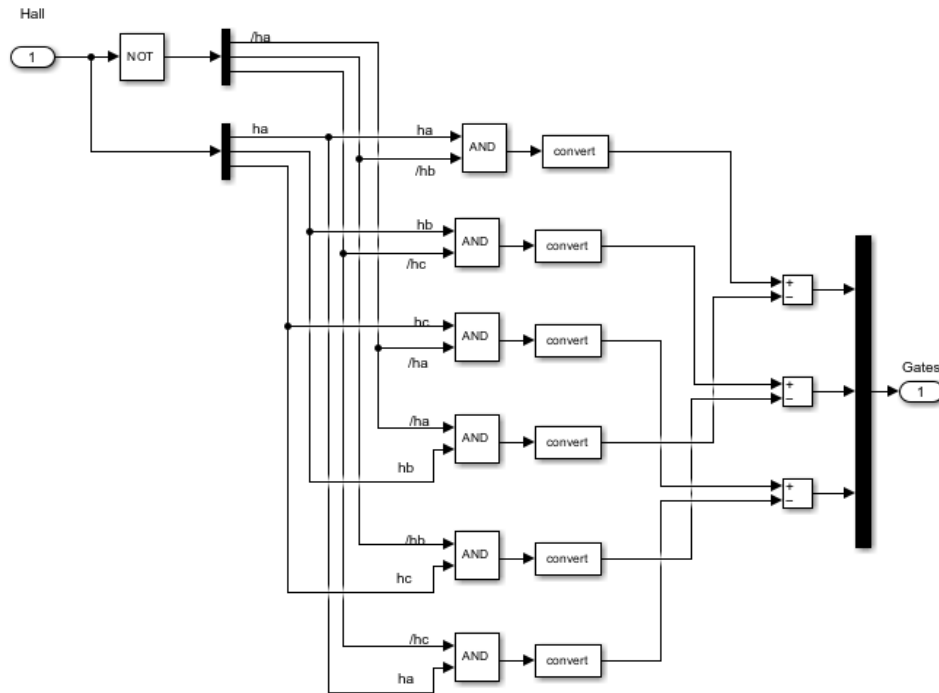 Hall
1
NOT
/ha
ha
ha
/hb
AND
convert
hb
/hc
AND
convert
hc
/ha
AND
convert
/ha
hb
AND
convert
/hb
hc
AND
convert
/hc
ha
AND
convert
+
−
+
−
+
−
Gates
1